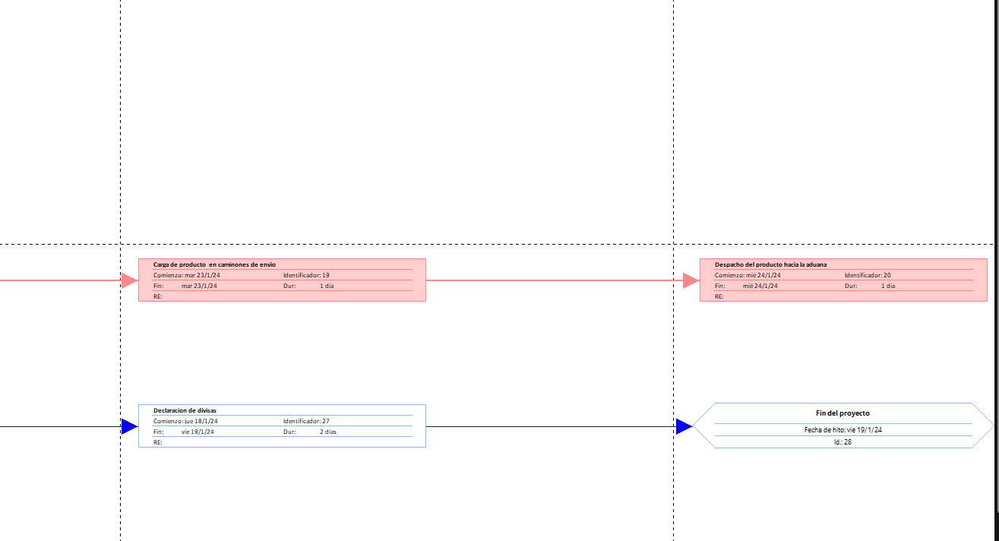 Carga de producto en caminones de envio
Comienzo: mar 23/1/24 Identificador: 19
Fin: mar 23/1/24 Dur: 1 día
RE:
Despacho del producto hacia la aduana
Comienzo: mié 24/1/24 Identificador: 20
Fin: mié 24/1/24 Dur: 1 día
RE:
Declaracion de divisas
Comienzo: jue 18/1/24 Identificador: 27
Fin: vie 19/1/24 Dur: 2 días
RE:
Fin del proyecto
Fecha de hito: vie 19/1/24
Id.: 28